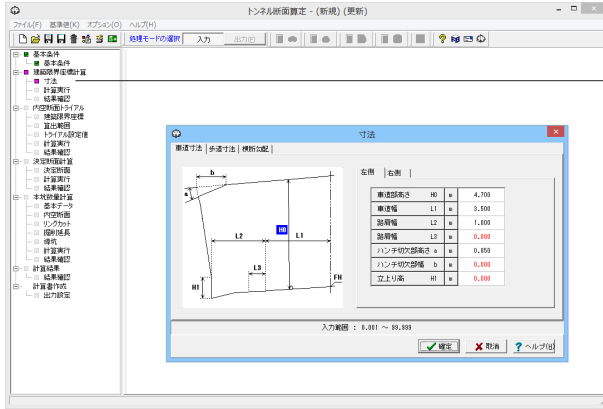 トンネル断面算定 - (新規) (更新)
ファイル(F) 基準値(K) オプション(O) ヘルプ(H)
処理モードの選択 入力 出力(P)
基本条件
基本条件
建築限界座標計算
寸法
計算実行
結果確認
内空断面トライアル
建築限界座標
算出範囲
トライアル設定値
計算実行
結果確認
決定断面計算
決定断面
計算実行
結果確認
本坑数量計算
基本データ
内空断面
リングカット
掘削延長
導坑
計算実行
結果確認
計算結果
結果確認
計算書作成
出力設定
寸法
車道寸法 歩道寸法 横断勾配
b
a
H0
L2
L1
L3
H1
FH
左側 右側
車道部高さ H0 m 4.700
車道幅 L1 m 3.500
路肩幅 L2 m 1.000
路肩幅 L3 m 0.000
ハンチ切欠部高さ a m 0.850
ハンチ切欠部幅 b m 0.000
立上り高 H1 m 0.000
入力範囲 : 0.001 ～ 99.999
確定 取消 ヘルプ(H)